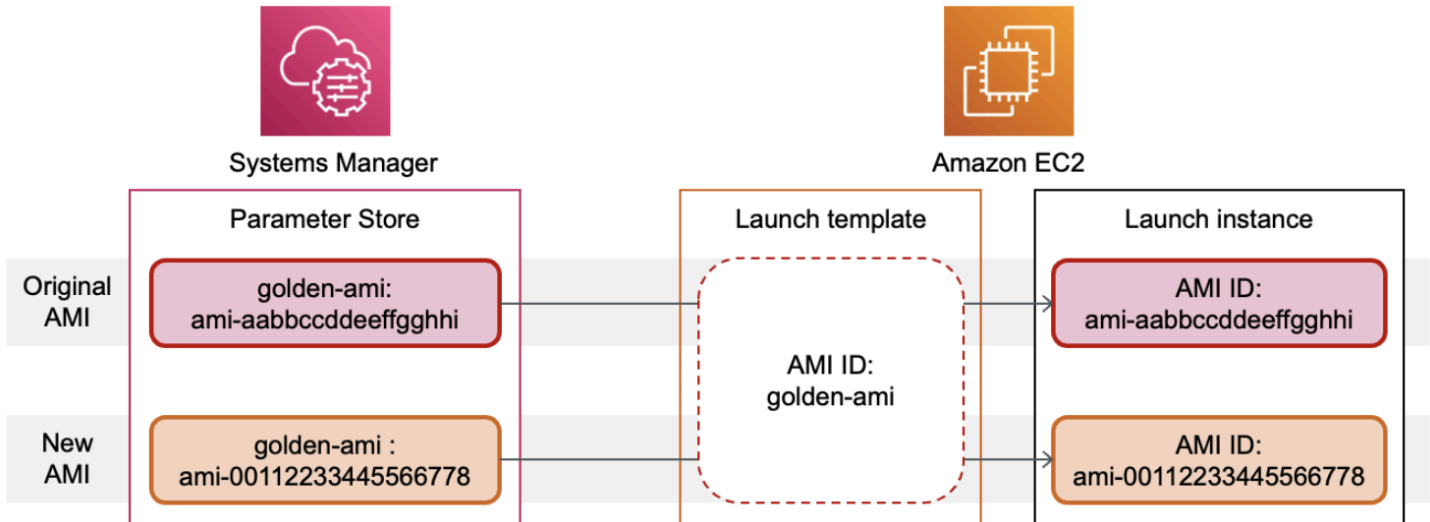 Systems Manager
Amazon EC2
Parameter Store
Launch template
Launch instance
Original
AMI
golden-ami:
ami-aabbccddeeffgghhi
AMI ID:
golden-ami
AMI ID:
ami-aabbccddeeffgghhi
New
AMI
golden-ami :
ami-00112233445566778
AMI ID:
ami-00112233445566778